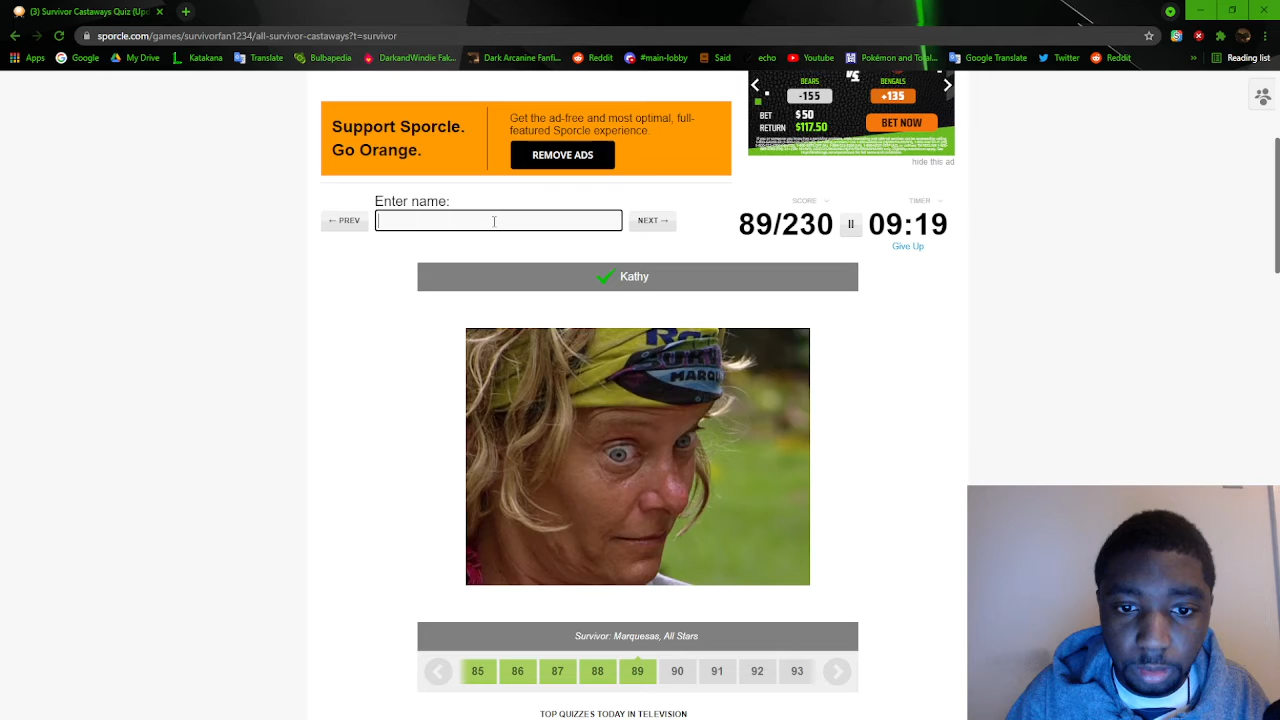 (3) Survivor Castaways Quiz (Up
sporcle.com/games/survivorfan1234/all-survivor-castaways?t=survivor
Apps
Google
My Drive
Katakana
Translate
Bulbapedia
DarkandWindie Fak...
Dark Arcanine Fanfi...
Reddit
#main-lobby
Said
echo
Youtube
Pokémon and Total...
DarkWindie
Google Translate
Twitter
Reddit
Reading list
Support Sporcle.
Go Orange.
Get the ad-free and most optimal, full-
featured Sporcle experience.
REMOVE ADS
BEARS
VS
BENGALS
-155
+135
BET $50
RETURN $117.50
BET NOW
hide this ad
Enter name:
← PREV
NEXT →
SCORE
TIMER
89/230
09:19
Give Up
Kathy
SURV
MARQU
Survivor: Marquesas, All Stars
85 86 87 88 89 90 91 92 93
TOP QUIZZES TODAY IN TELEVISION